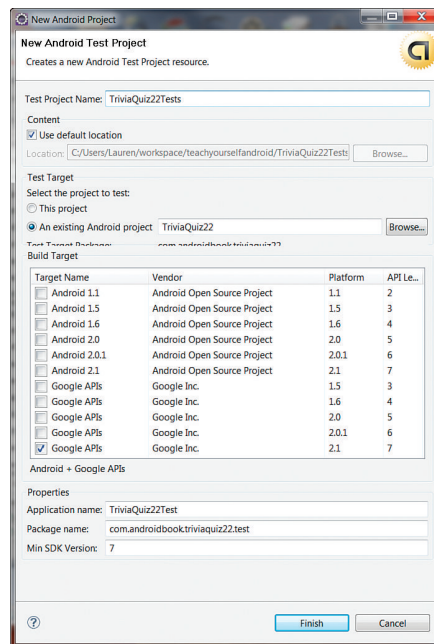 New Android Project
New Android Test Project
Creates a new Android Test Project resource.
Test Project Name: TriviaQuiz22Tests
Content
Use default location
Location: C:/Users/Lauren/workspace/teachyourselfandroid/TriviaQuiz22Tests Browse...
Test Target
Select the project to test:
This project
An existing Android project TriviaQuiz22 Browse...
Test Target Package: com.androidbook.triviaquiz22
Build Target
Target Name Vendor Platform API Le...
Android 1.1 Android Open Source Project 1.1 2
Android 1.5 Android Open Source Project 1.5 3
Android 1.6 Android Open Source Project 1.6 4
Android 2.0 Android Open Source Project 2.0 5
Android 2.0.1 Android Open Source Project 2.0.1 6
Android 2.1 Android Open Source Project 2.1 7
Google APIs Google Inc. 1.5 3
Google APIs Google Inc. 1.6 4
Google APIs Google Inc. 2.0 5
Google APIs Google Inc. 2.0.1 6
Google APIs Google Inc. 2.1 7
Android + Google APIs
Properties
Application name: TriviaQuiz22Test
Package name: com.androidbook.triviaquiz22.test
Min SDK Version: 7
? Finish Cancel